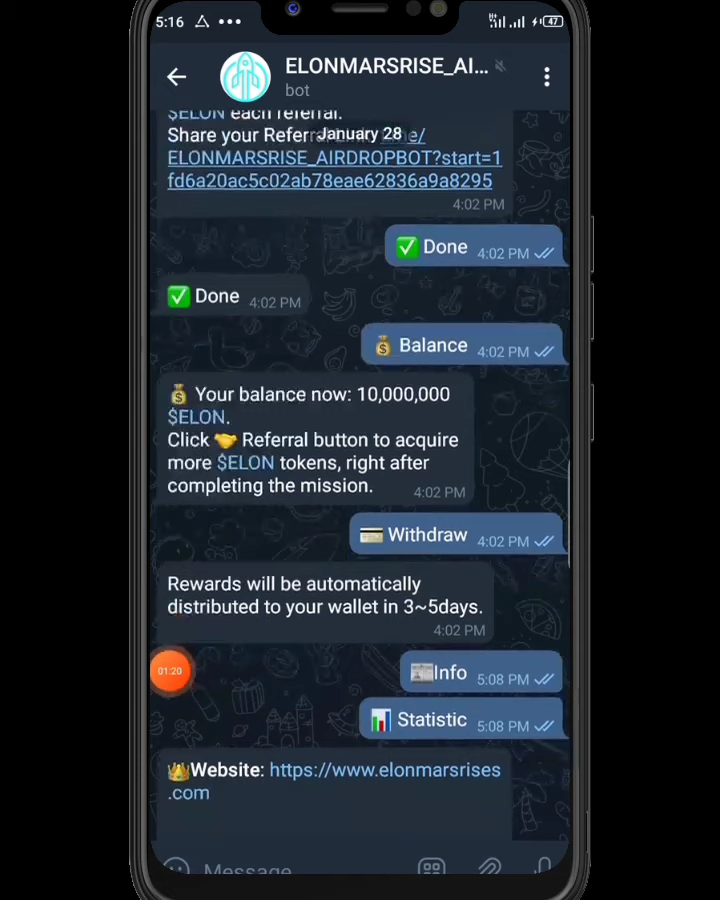 5:16
47
ELONMARSRISE_AI...
bot
$ELON each referral.
Share your Refer
January 28
e/
ELONMARSRISE_AIRDROPBOT?start=1
fd6a20ac5c02ab78eae62836a9a8295
4:02 PM
✅ Done 4:02 PM
✅ Done 4:02 PM
💰 Balance 4:02 PM
💰 Your balance now: 10,000,000
$ELON.
Click 🤝 Referral button to acquire
more $ELON tokens, right after
completing the mission. 4:02 PM
💳 Withdraw 4:02 PM
Rewards will be automatically
distributed to your wallet in 3~5days.
4:02 PM
01:20
📰Info 5:08 PM
📊 Statistic 5:08 PM
👑Website: https://www.elonmarsrises
.com
Message